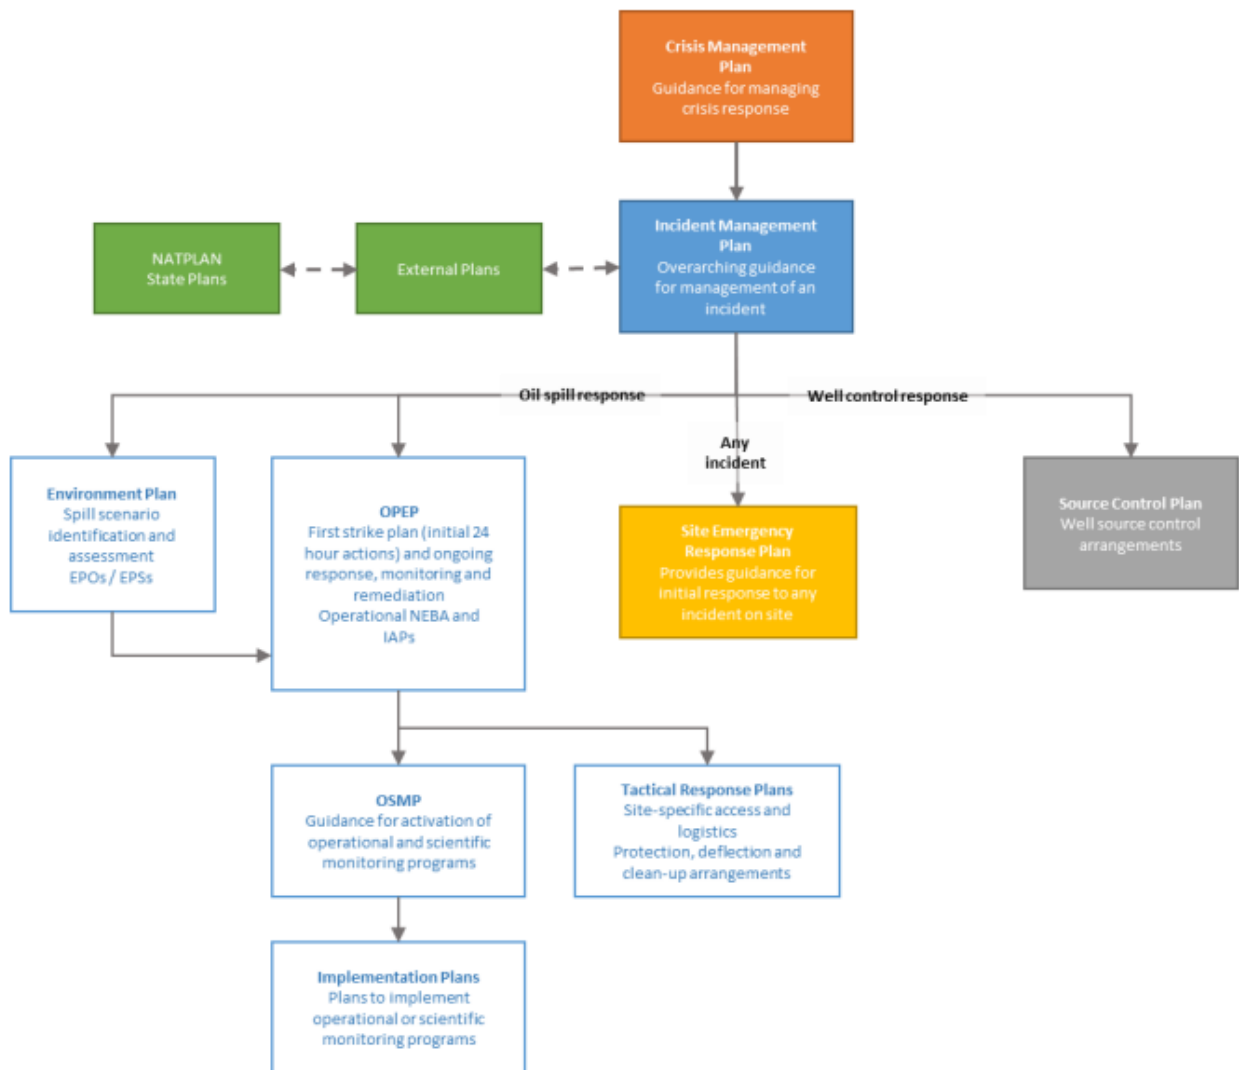 Crisis Management
Plan
Guidance for managing
crisis response
Incident Management
Plan
Overarching guidance
for management of an
incident
NATPLAN
State Plans
External Plans
Oil spill response
Well control response
Any
incident
Environment Plan
Spill scenario
identification and
assessment
EPOs / EPSs
OPEP
First strike plan (initial 24
hour actions) and ongoing
response, monitoring and
remediation
Operational NEBA and
IAPs
Site Emergency
Response Plan
Provides guidance for
initial response to any
incident on site
Source Control Plan
Well source control
arrangements
OSMP
Guidance for activation of
operational and scientific
monitoring programs
Tactical Response Plans
Site-specific access and
logistics
Protection, deflection and
clean-up arrangements
Implementation Plans
Plans to implement
operational or scientific
monitoring programs